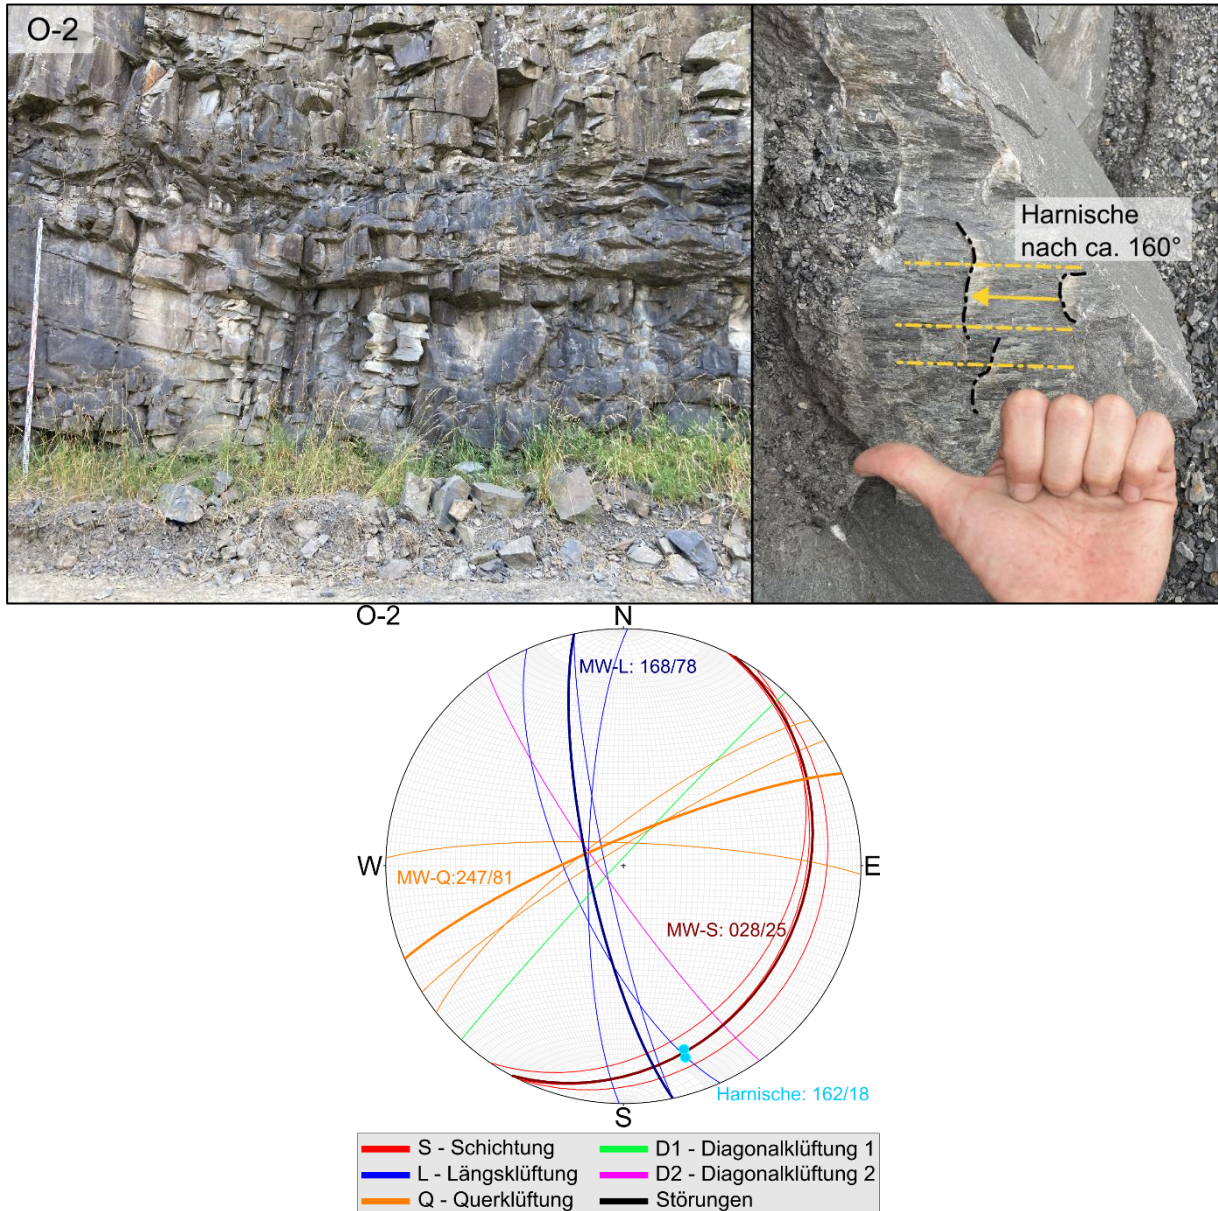 O-2
Harnische
nach ca. 160°
O-2
N
MW-L: 168/78
W
E
MW-Q:247/81
MW-S: 028/25
Harnische: 162/18
S
S - Schichtung
D1 - Diagonalklüftung 1
L - Längsklüftung
D2 - Diagonalklüftung 2
Q - Querklüftung
Störungen